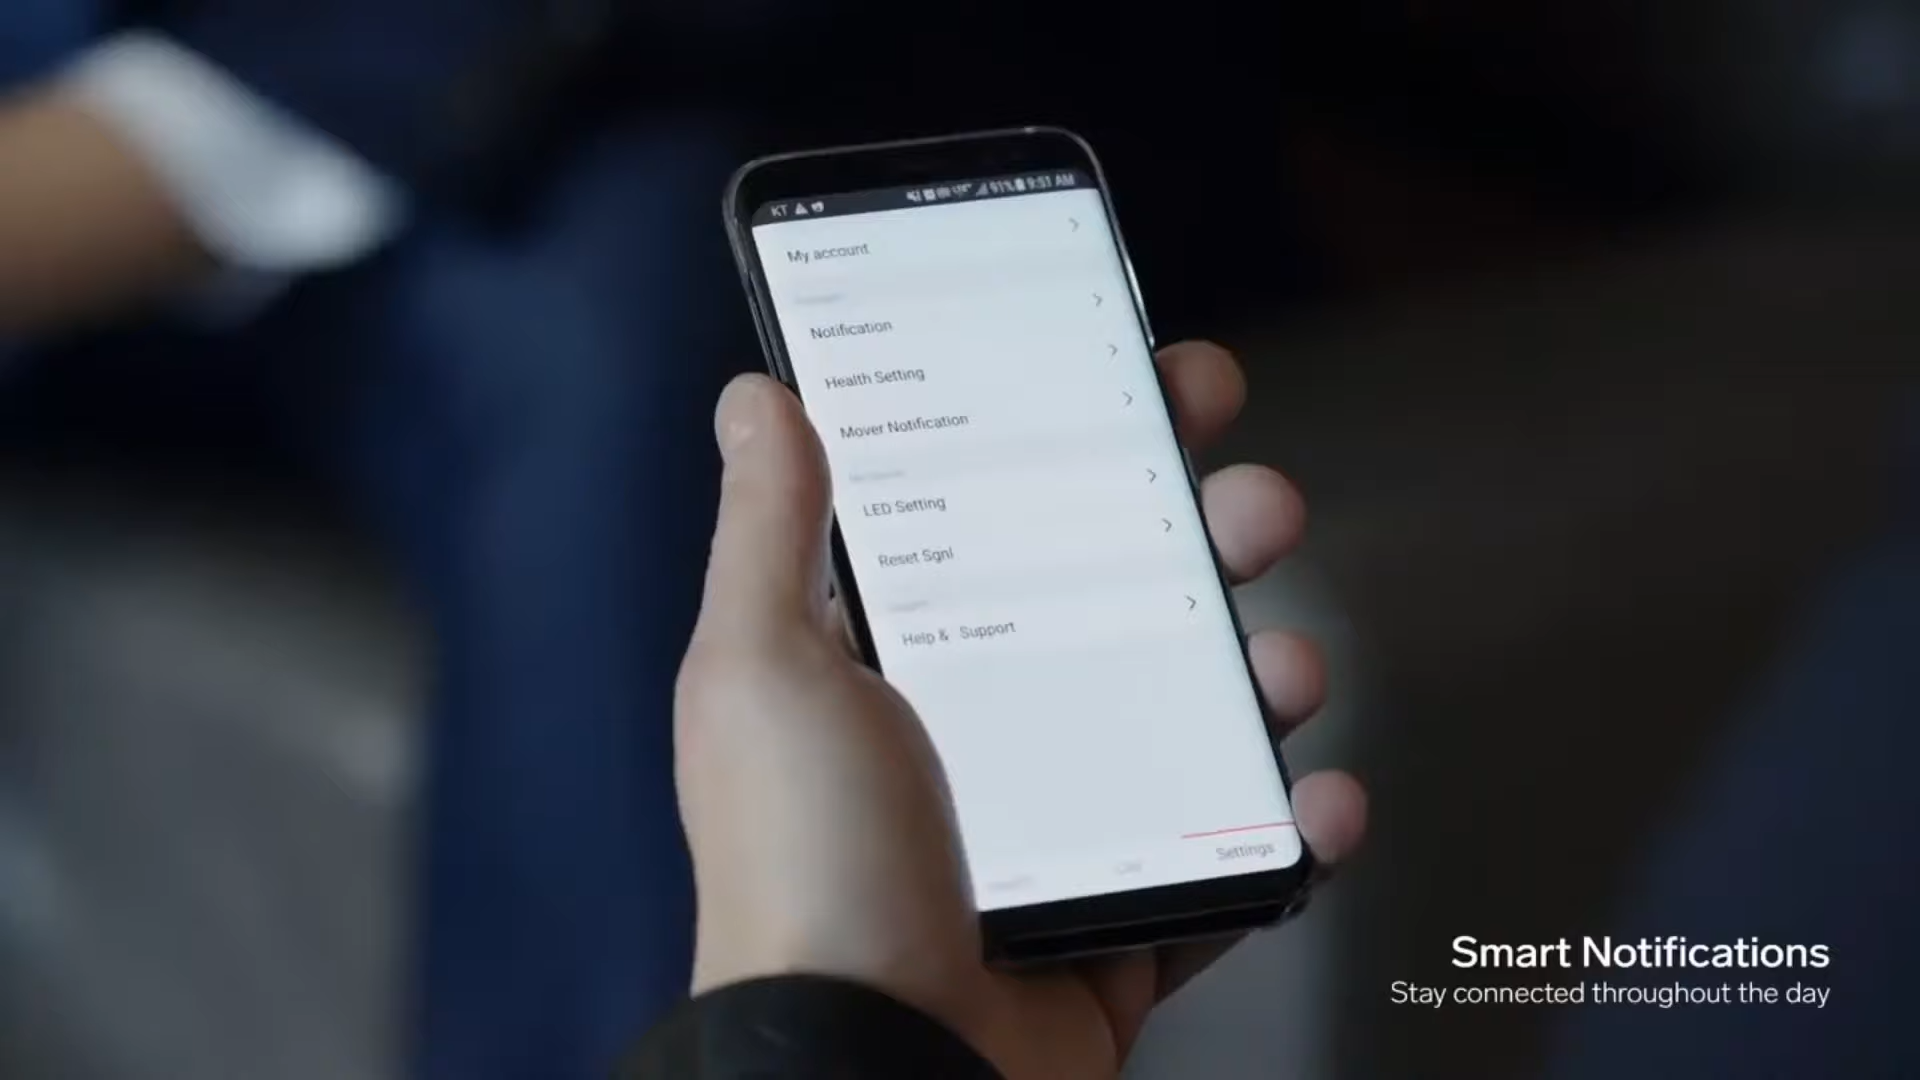 KT 91% 9:51 AM
My account
Notification
Health Setting
Mover Notification
LED Setting
Reset Sgnl
Help & Support
Settings
Smart Notifications
Stay connected throughout the day